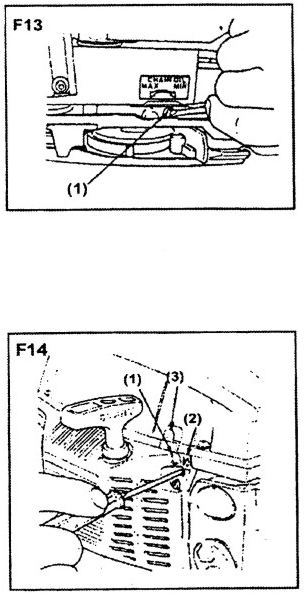 F13
CHAIN OIL
MAX MIN
(1)
F14
(1)
(3)
(2)